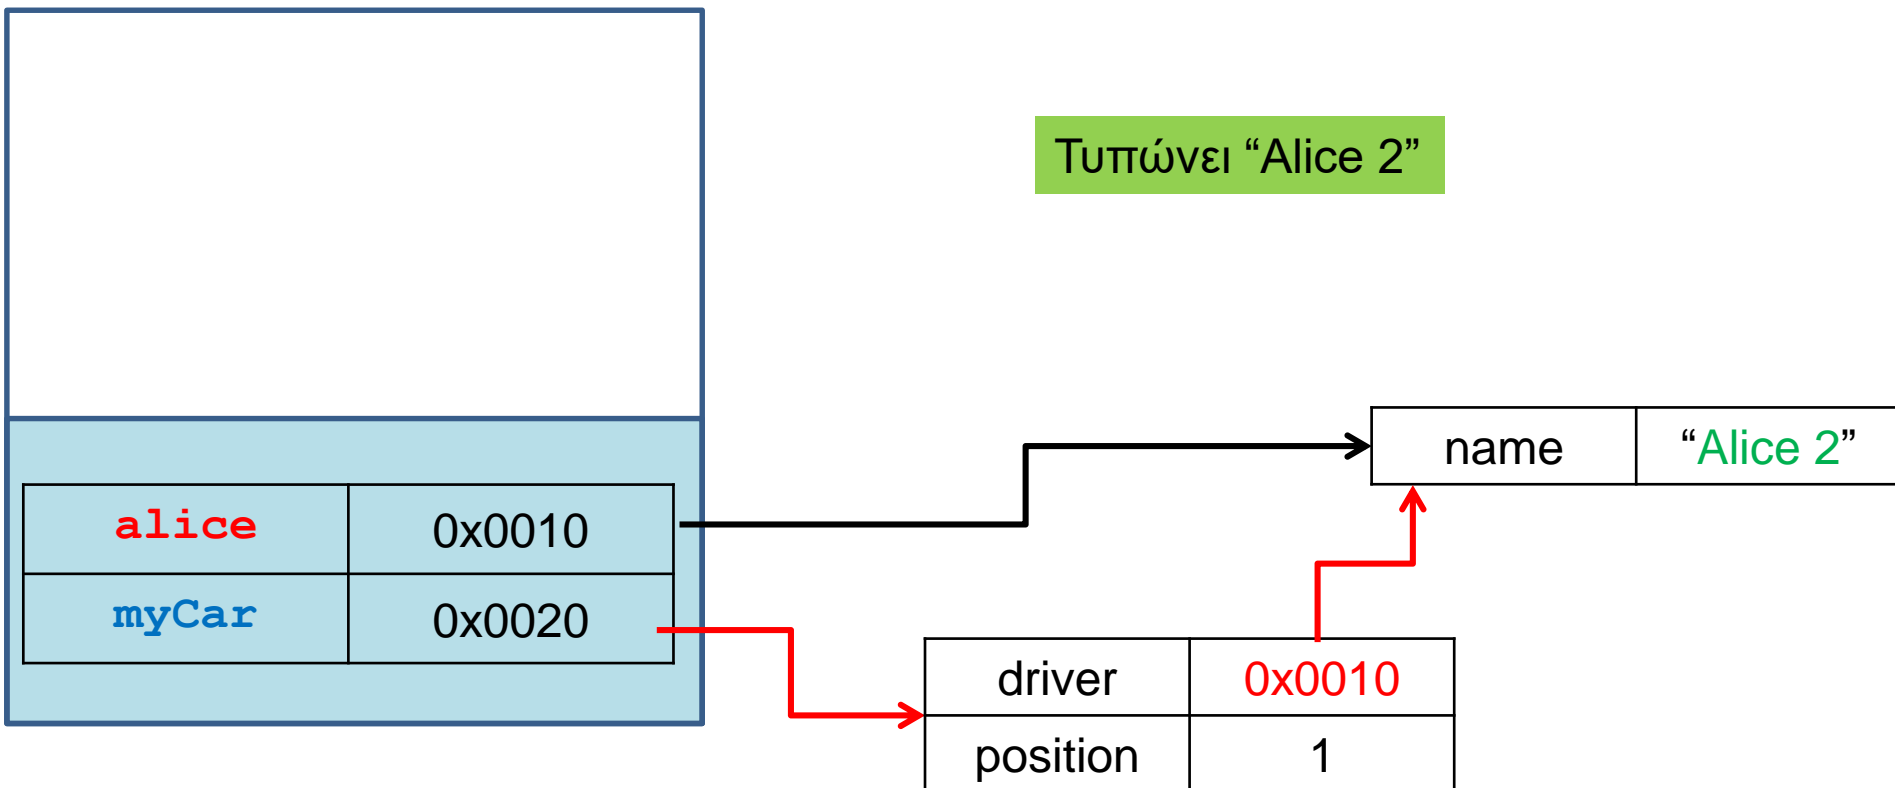 Τυπώνει “Alice 2”
name “Alice 2”
alice 0x0010
myCar 0x0020
driver 0x0010
position 1